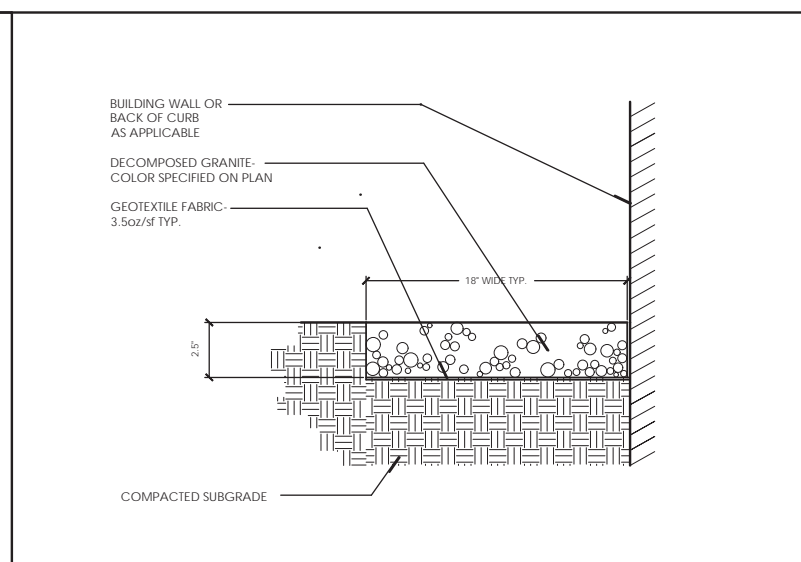 BUILDING WALL OR
BACK OF CURB
AS APPLICABLE
DECOMPOSED GRANITE-
COLOR SPECIFIED ON PLAN
GEOTEXTILE FABRIC-
3.5oz/sf TYP.
18" WIDE TYP.
2.5"
COMPACTED SUBGRADE